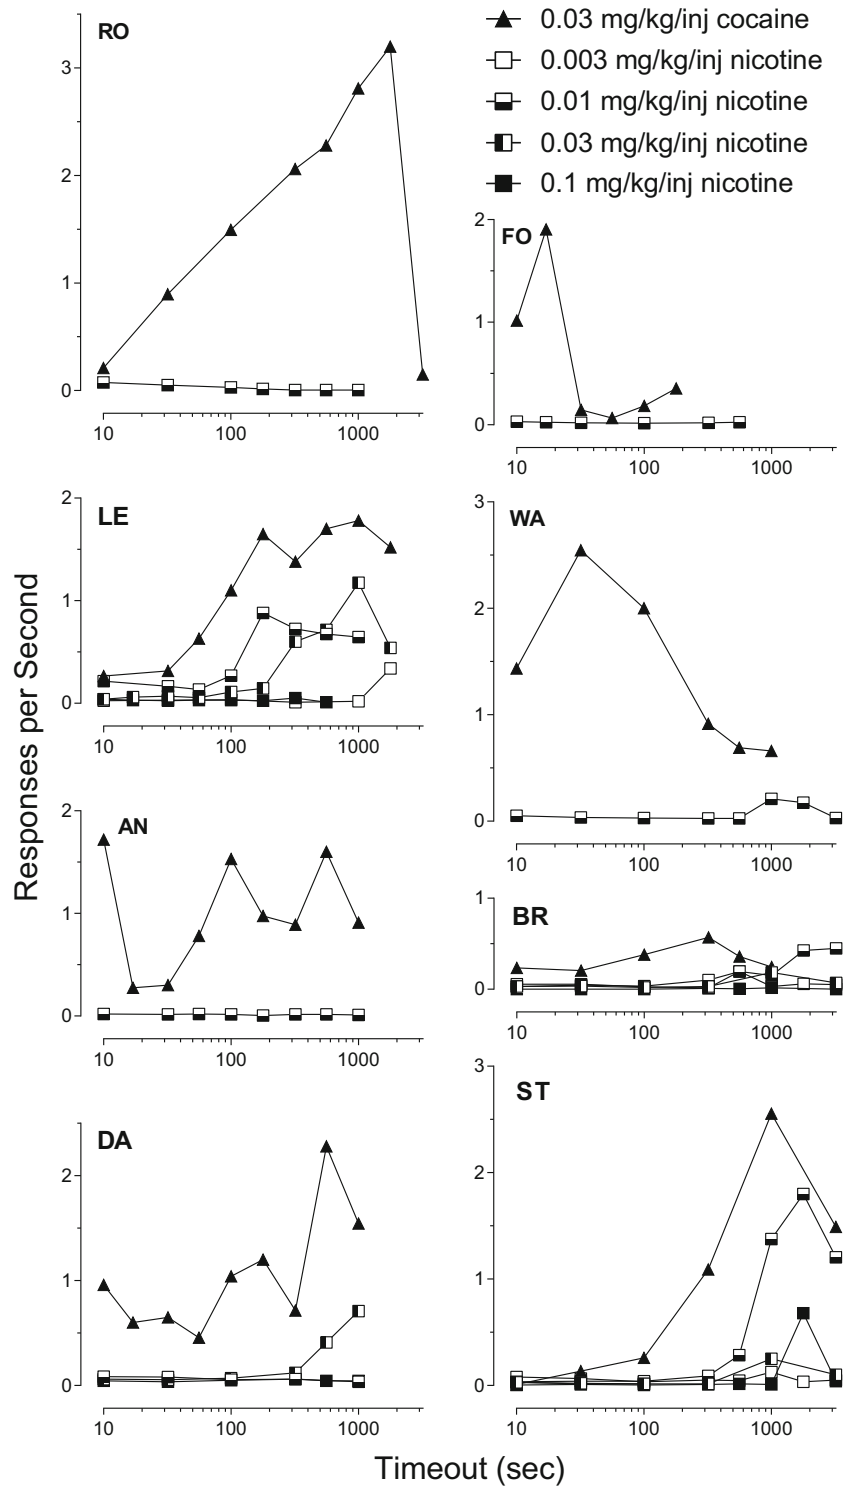 RO
0.03 mg/kg/inj cocaine
0.003 mg/kg/inj nicotine
0.01 mg/kg/inj nicotine
0.03 mg/kg/inj nicotine
0.1 mg/kg/inj nicotine
3
2
1
0
10 100 1000
FO
2
1
0
10 100 1000
LE
2
1
0
10 100 1000
WA
3
2
1
0
10 100 1000
AN
2
1
0
10 100 1000
BR
1
0
10 100 1000
DA
2
1
0
10 100 1000
ST
3
2
1
0
10 100 1000
Responses per Second
Timeout (sec)